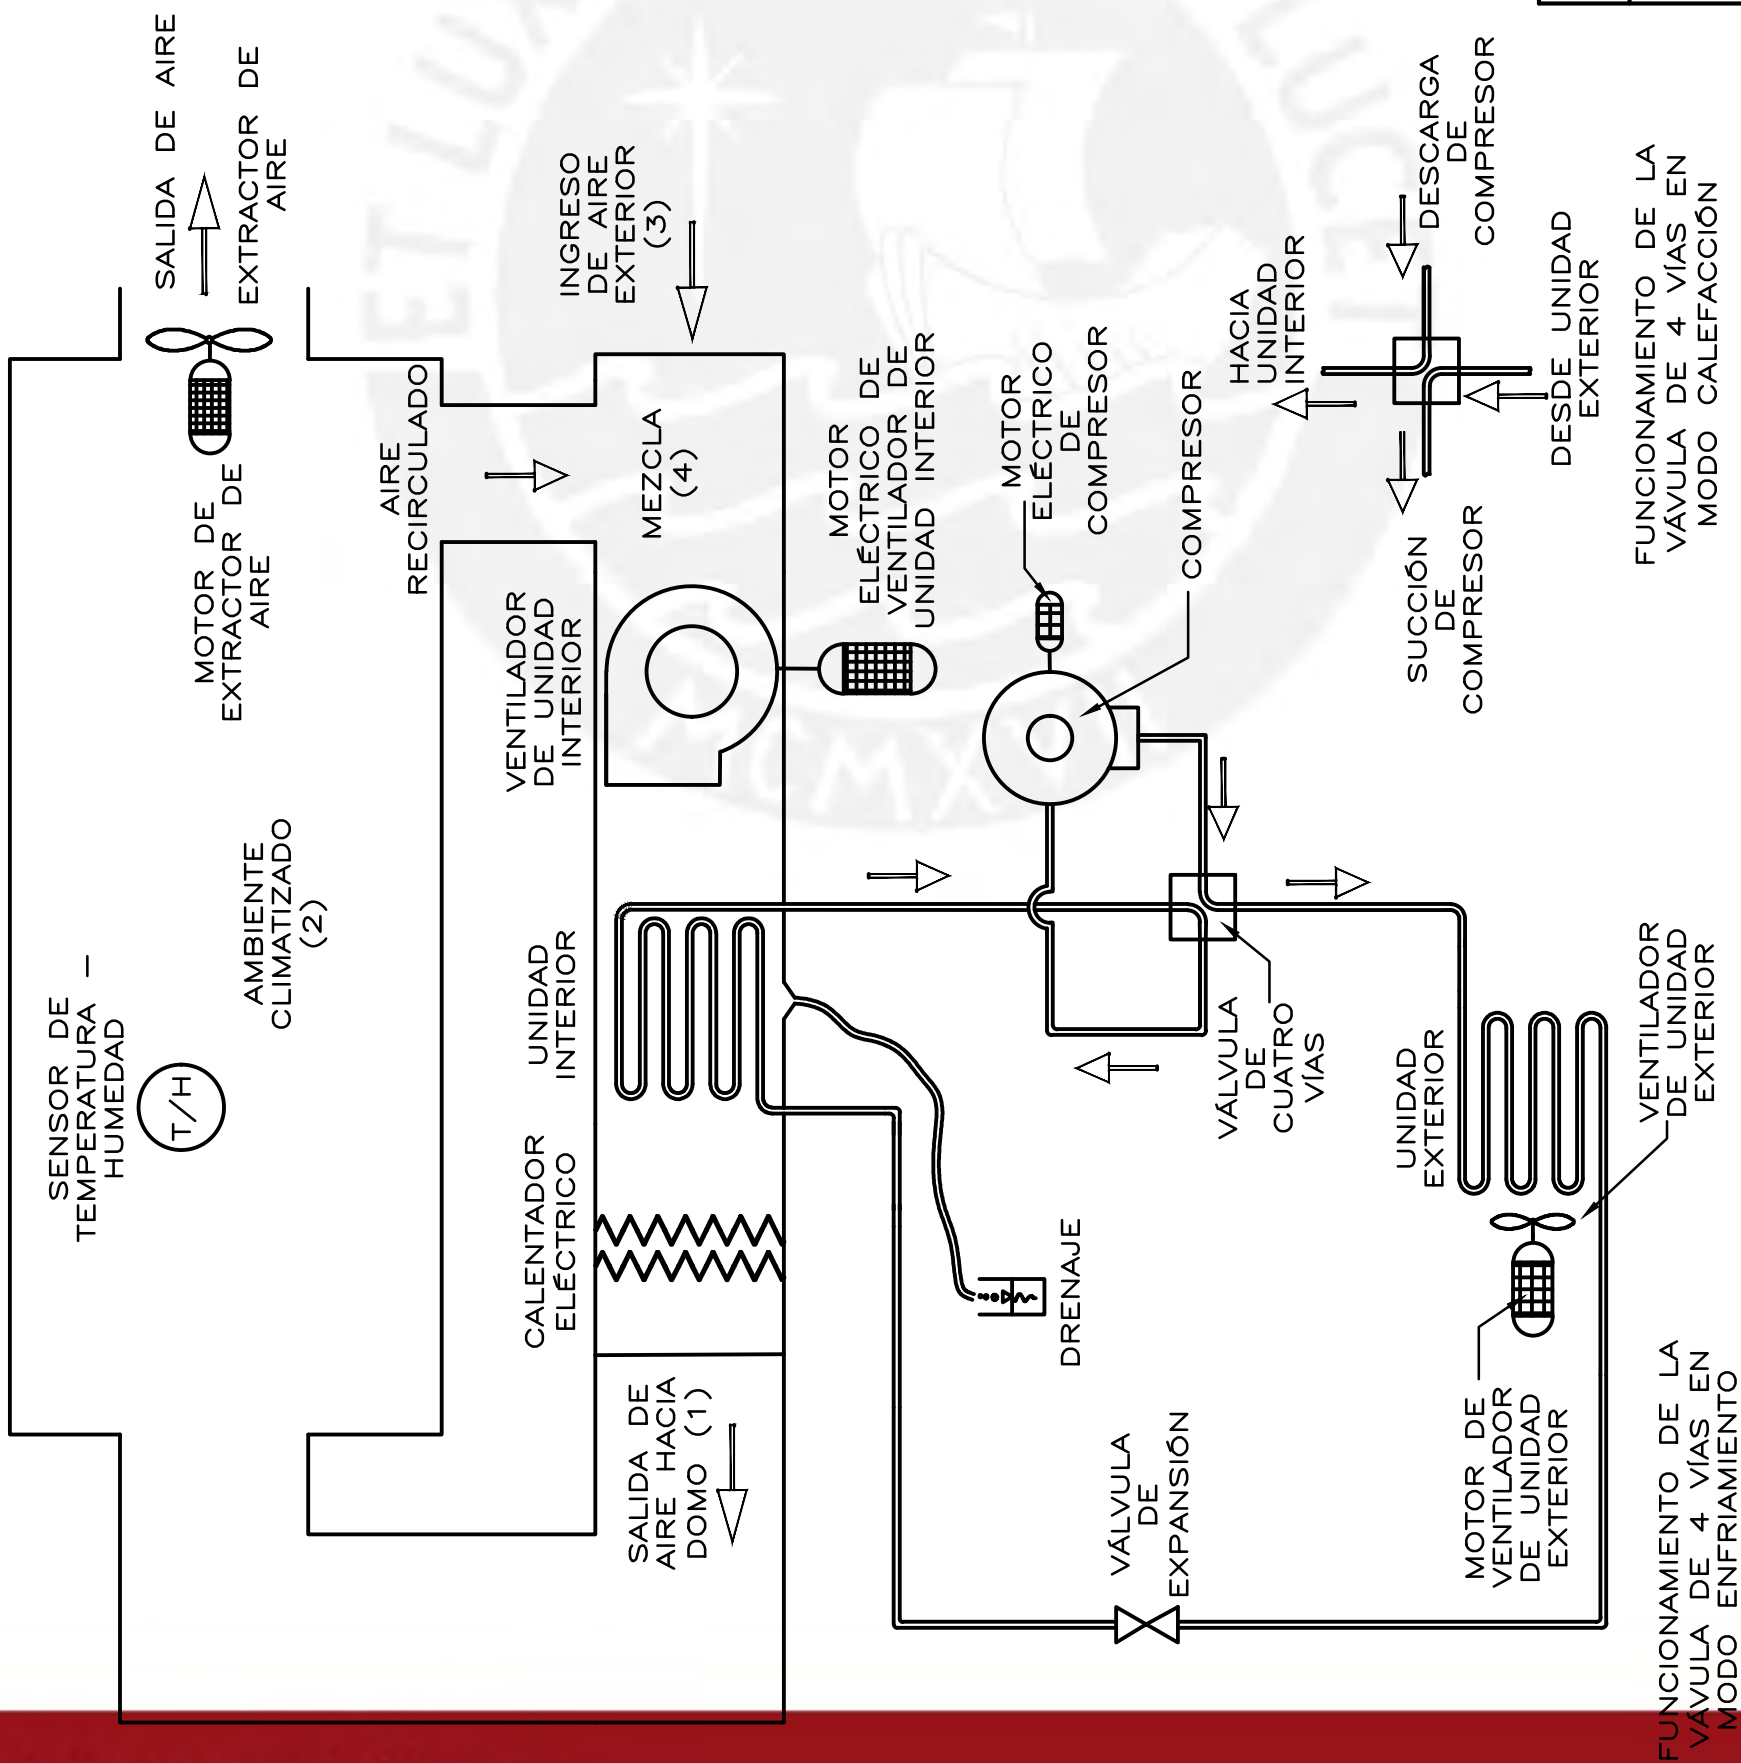 SALIDA DE AIRE
EXTRACTOR DE
AIRE
MOTOR DE
EXTRACTOR DE
AIRE
SENSOR DE
TEMPERATURA –
HUMEDAD
T/H
AMBIENTE
CLIMATIZADO
(2)
AIRE
RECIRCULADO
INGRESO
DE AIRE
EXTERIOR
(3)
MEZCLA
(4)
VENTILADOR
DE UNIDAD
INTERIOR
MOTOR
ELÉCTRICO DE
VENTILADOR DE
UNIDAD INTERIOR
UNIDAD
INTERIOR
CALENTADOR
ELÉCTRICO
SALIDA DE
AIRE HACIA
DOMO (1)
DRENAJE
MOTOR
ELÉCTRICO
DE
COMPRESOR
COMPRESOR
VÁLVULA
DE
CUATRO
VÍAS
VÁLVULA
DE
EXPANSIÓN
UNIDAD
EXTERIOR
VENTILADOR
DE UNIDAD
EXTERIOR
MOTOR DE
VENTILADOR
DE UNIDAD
EXTERIOR
FUNCIONAMIENTO DE LA
VÁVULA DE 4 VÍAS EN
MODO ENFRIAMIENTO
HACIA
UNIDAD
INTERIOR
DESCARGA
DE
COMPRESOR
SUCCIÓN
DE
COMPRESOR
DESDE UNIDAD
EXTERIOR
FUNCIONAMIENTO DE LA
VÁVULA DE 4 VÍAS EN
MODO CALEFACCIÓN
ET LUX
LUCET
MCMXV